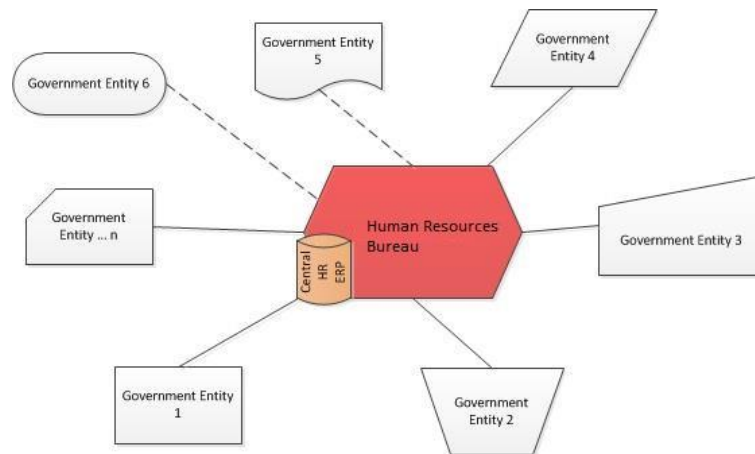 Government Entity
5
Government
Entity 4
Government Entity 6
Government
Entity ... n
Human Resources
Bureau
Government Entity 3
Central
HR
ERP
Government Entity
1
Government
Entity 2